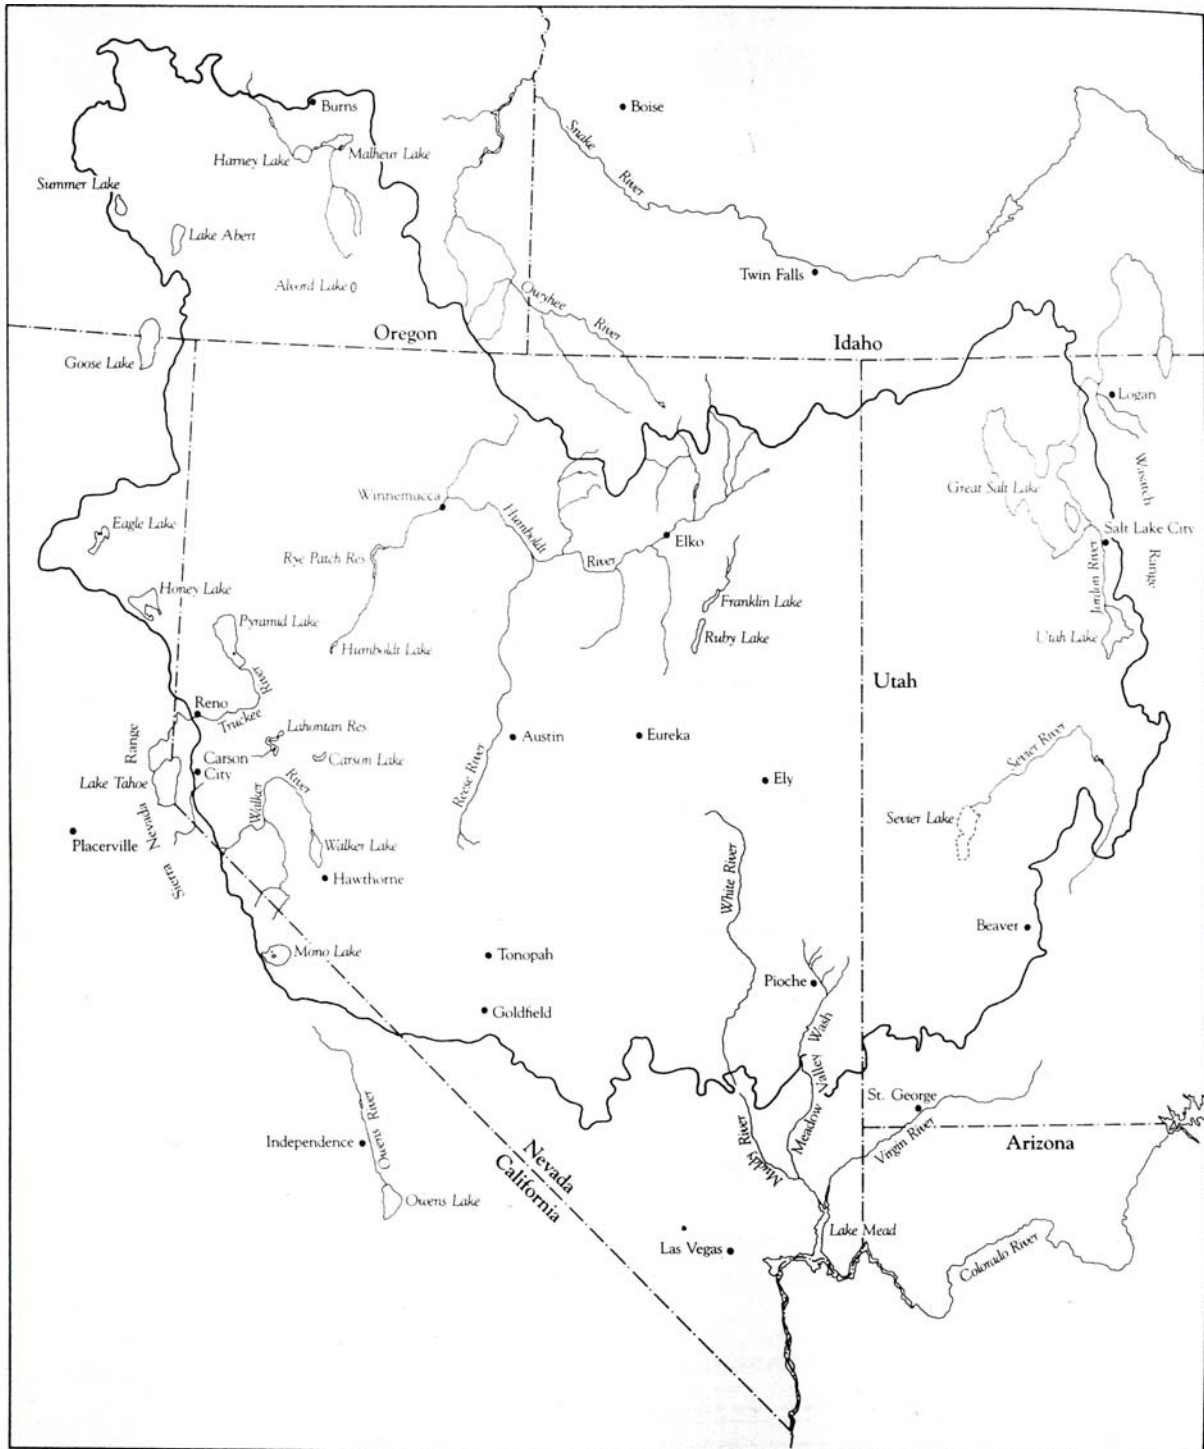 Burns
Boise
Snake
River
Harney Lake
Malheur Lake
Summer Lake
Lake Abert
Alvord Lake
Twin Falls
Owyhee
River
Oregon
Idaho
Goose Lake
Logan
Wasatch
Range
Winnemucca
Great Salt Lake
Eagle Lake
Humboldt
River
Elko
Salt Lake City
Rye Patch Res
Jordan River
Honey Lake
Franklin Lake
Pyramid Lake
Ruby Lake
Utah Lake
Humboldt Lake
Utah
River
Truckee
Reno
Lahontan Res.
Austin
Eureka
Sevier River
Range
Nevada
Sierra
Carson
City
Carson Lake
Lake Tahoe
Walker
River
Reese River
Ely
Sevier Lake
Placerville
Walker Lake
Hawthorne
White River
Beaver
Mono Lake
Tonopah
Pioche
Goldfield
Meadow Valley Wash
St. George
Virgin River
Independence
Owens River
Muddy
River
Arizona
Nevada
California
Owens Lake
Las Vegas
Lake Mead
Colorado River